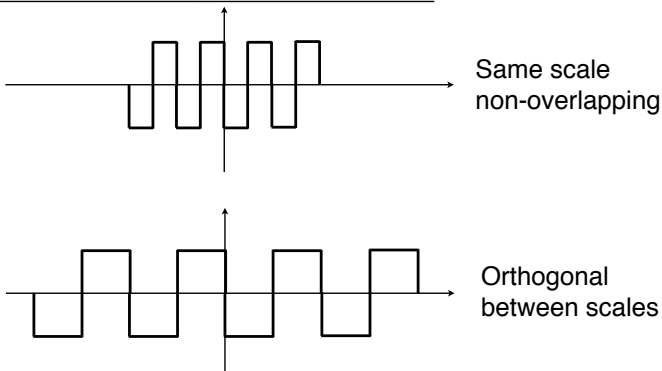 Same scale
non-overlapping
Orthogonal
between scales